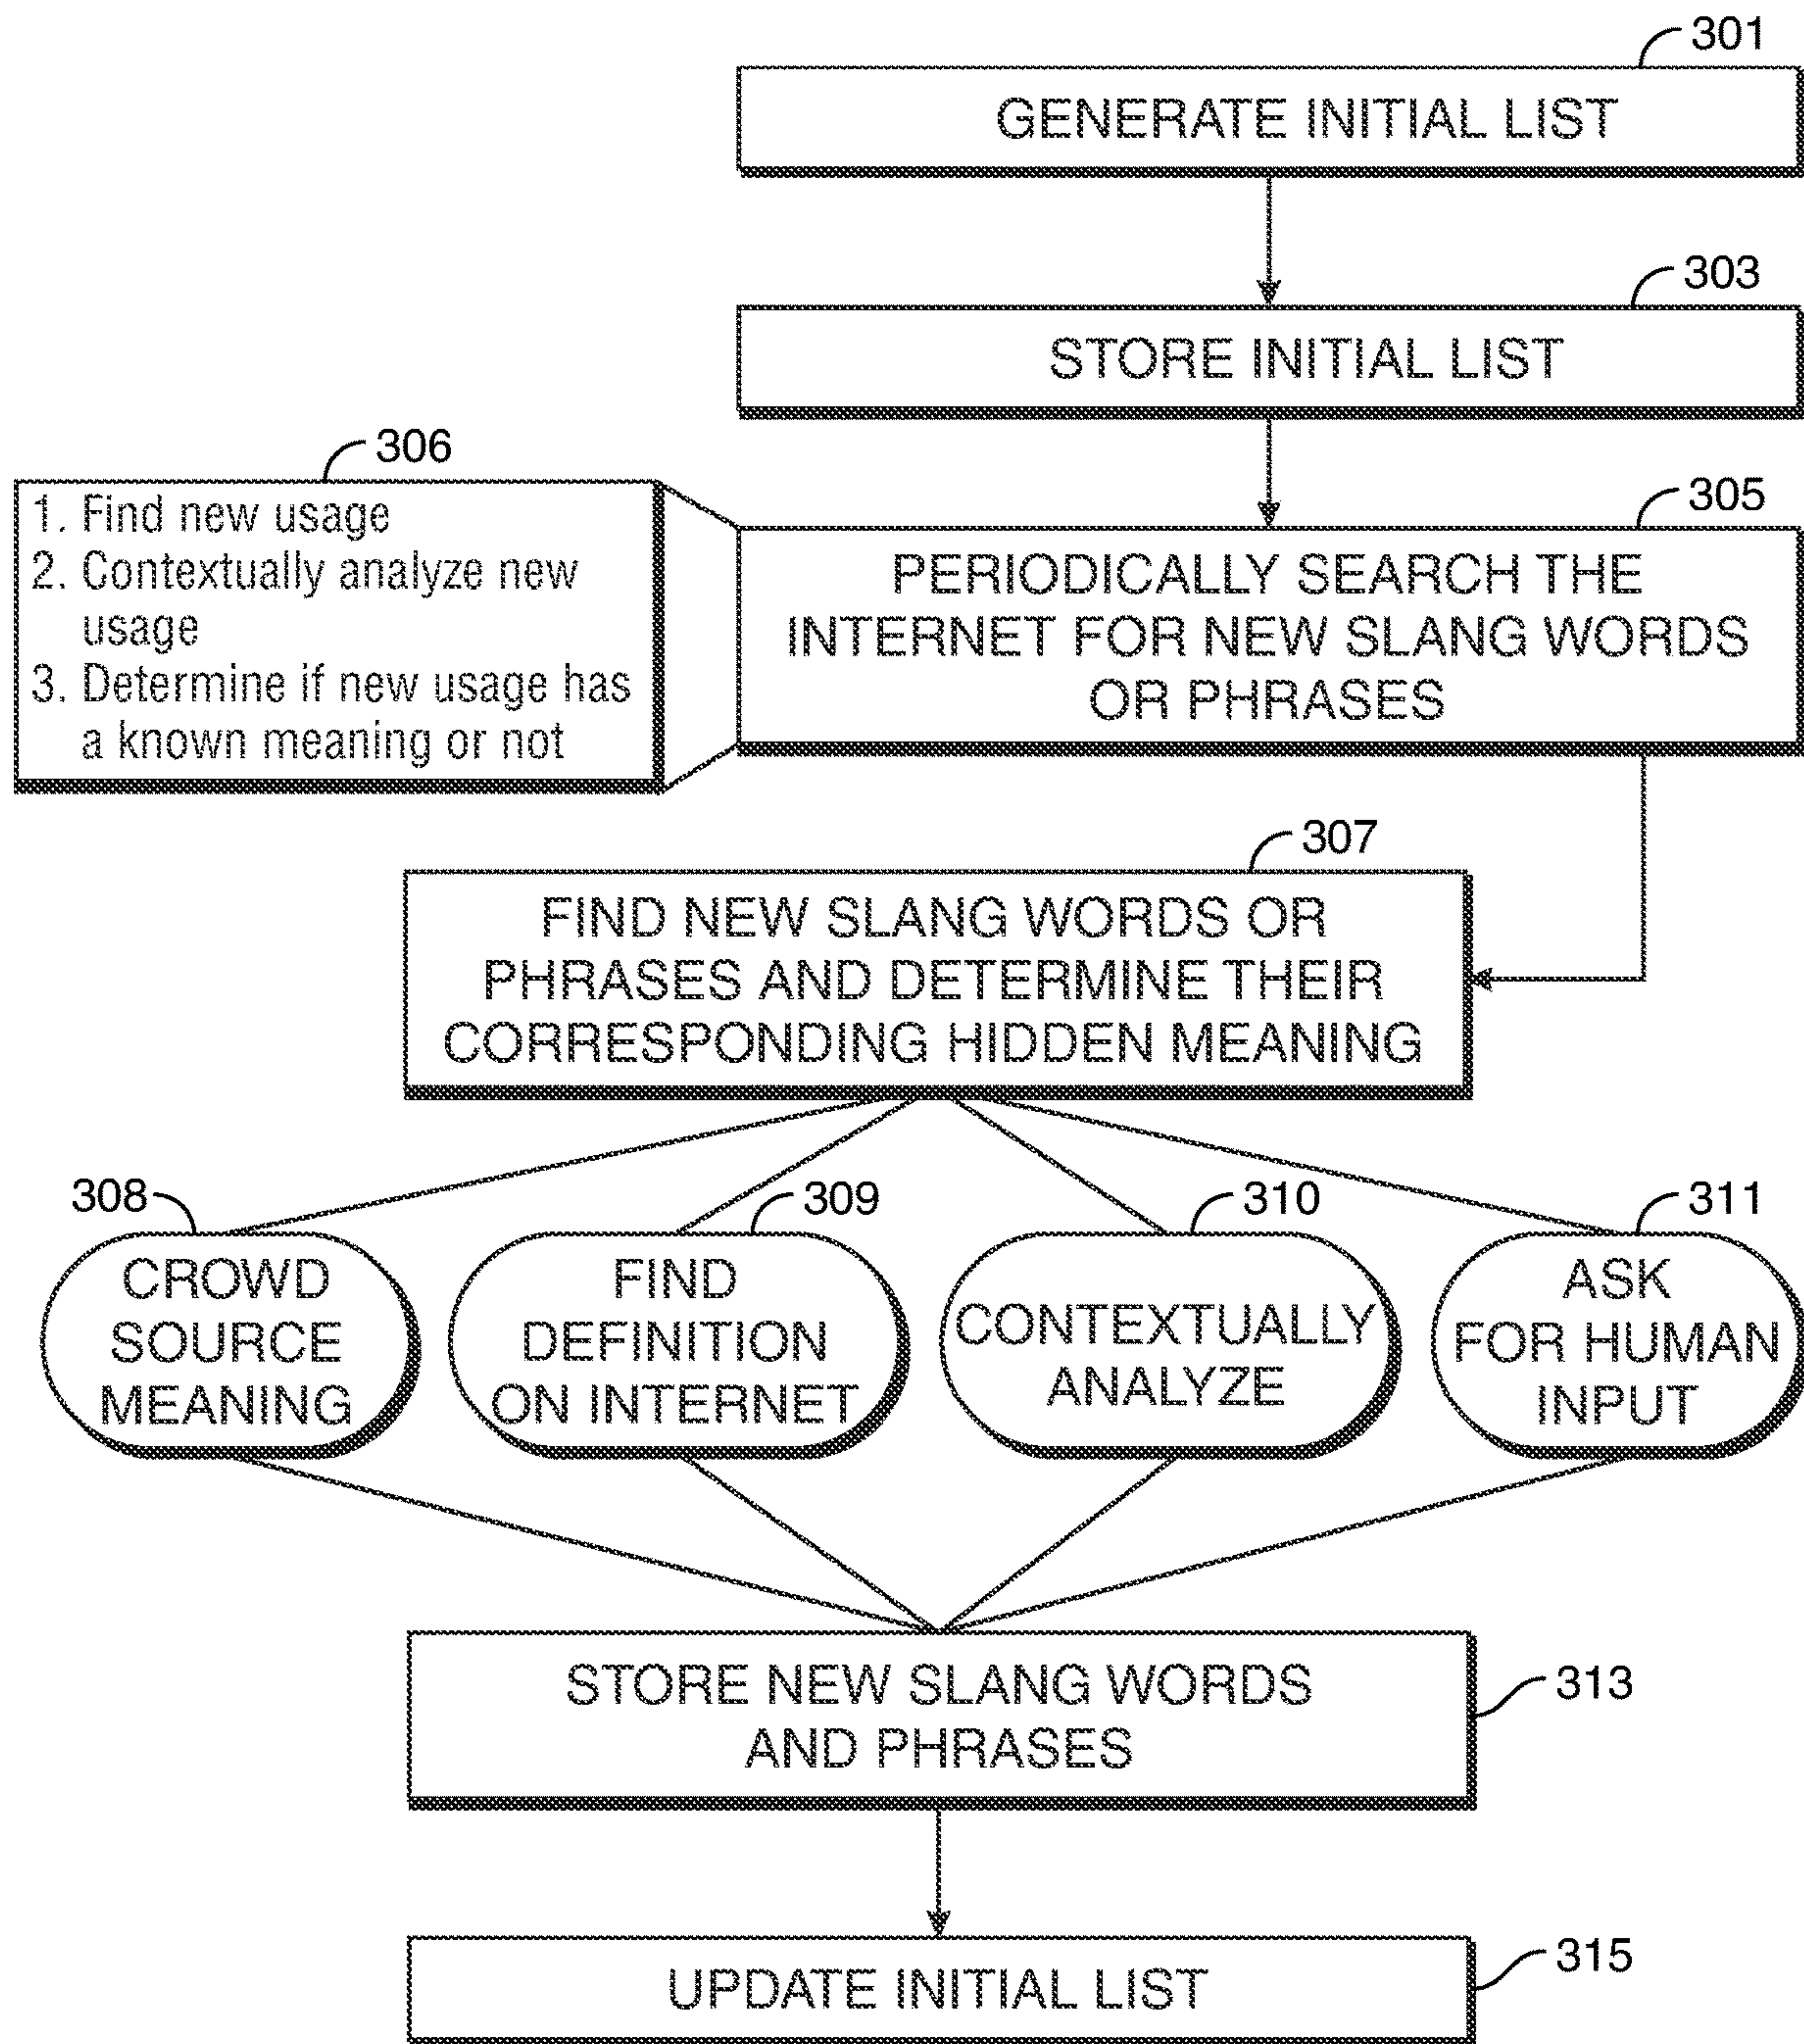 301
GENERATE INITIAL LIST
303
STORE INITIAL LIST
306
1. Find new usage
2. Contextually analyze new
usage
3. Determine if new usage has
a known meaning or not
305
PERIODICALLY SEARCH THE
INTERNET FOR NEW SLANG WORDS
OR PHRASES
307
FIND NEW SLANG WORDS OR
PHRASES AND DETERMINE THEIR
CORRESPONDING HIDDEN MEANING
308
CROWD
SOURCE
MEANING
309
FIND
DEFINITION
ON INTERNET
310
CONTEXTUALLY
ANALYZE
311
ASK
FOR HUMAN
INPUT
STORE NEW SLANG WORDS
AND PHRASES
313
UPDATE INITIAL LIST
315